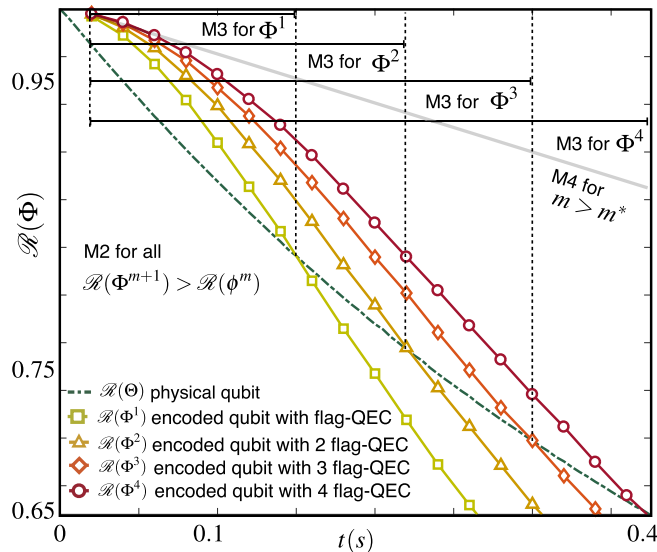 M3 for Φ¹
M3 for Φ²
0.95
M3 for Φ³
M3 for Φ⁴
M4 for
m > m*
ℛ(Φ)
M2 for all
ℛ(Φᵐ⁺¹) > ℛ(ϕᵐ)
0.75
ℛ(Θ) physical qubit
ℛ(Φ¹) encoded qubit with flag-QEC
ℛ(Φ²) encoded qubit with 2 flag-QEC
ℛ(Φ³) encoded qubit with 3 flag-QEC
ℛ(Φ⁴) encoded qubit with 4 flag-QEC
0.65
0 0.1 t(s) 0.4